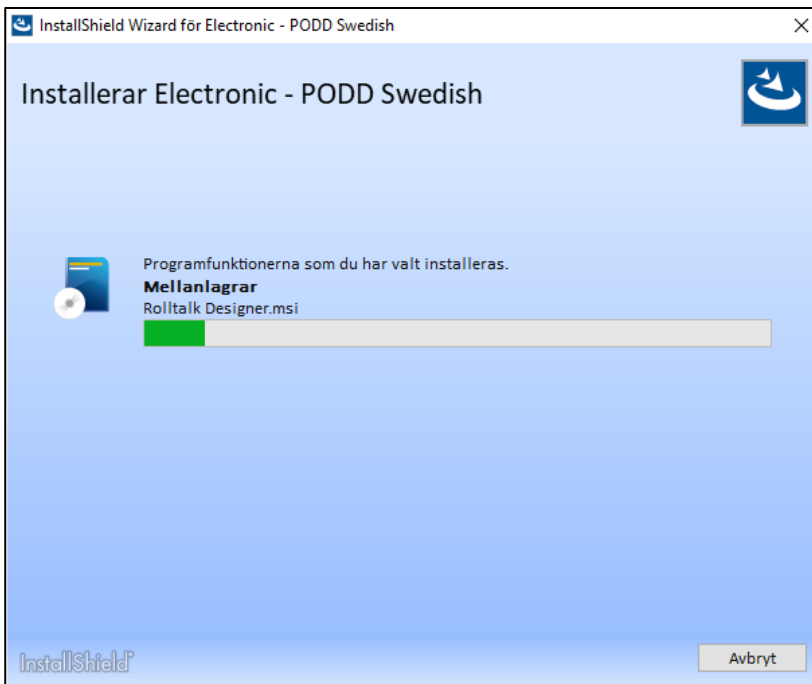 InstallShield Wizard för Electronic - PODD Swedish
Installerar Electronic - PODD Swedish
Programfunktionerna som du har valt installeras.
Mellanlagrar
Rolltalk Designer.msi
InstallShield
Avbryt